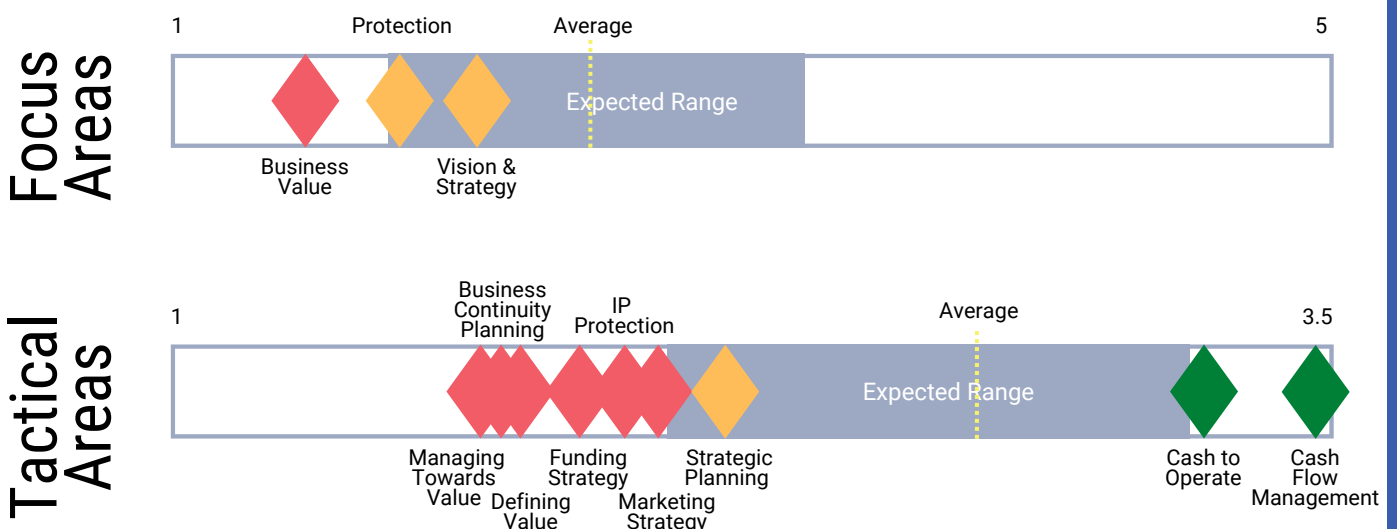 Focus
Areas
1
Protection
Average
5
Expected Range
Business
Value
Vision &
Strategy
Tactical
Areas
1
Business
Continuity
Planning
IP
Protection
Average
3.5
Expected Range
Managing
Towards
Value
Defining
Value
Funding
Strategy
Marketing
Strategy
Strategic
Planning
Cash to
Operate
Cash
Flow
Management